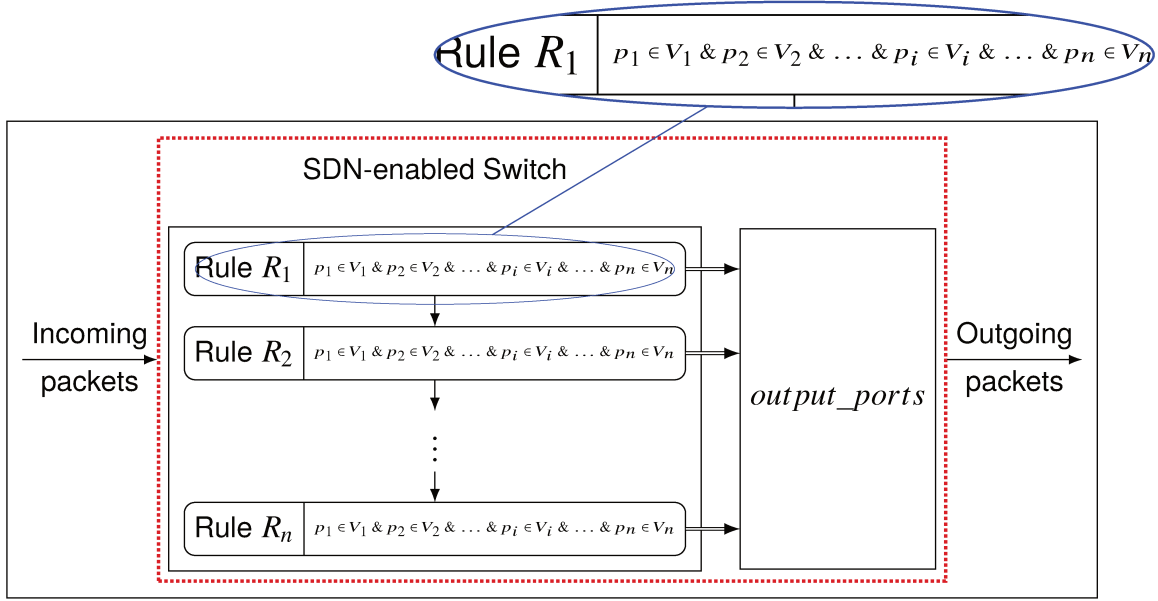 Rule R₁ p₁ ∈ V₁ & p₂ ∈ V₂ & … & pᵢ ∈ Vᵢ & … & pₙ ∈ Vₙ
SDN-enabled Switch
Rule R₁ p₁ ∈ V₁ & p₂ ∈ V₂ & … & pᵢ ∈ Vᵢ & … & pₙ ∈ Vₙ
Incoming
packets
Rule R₂ p₁ ∈ V₁ & p₂ ∈ V₂ & … & pᵢ ∈ Vᵢ & … & pₙ ∈ Vₙ
⋮
Rule Rₙ p₁ ∈ V₁ & p₂ ∈ V₂ & … & pᵢ ∈ Vᵢ & … & pₙ ∈ Vₙ
output_ports
Outgoing
packets